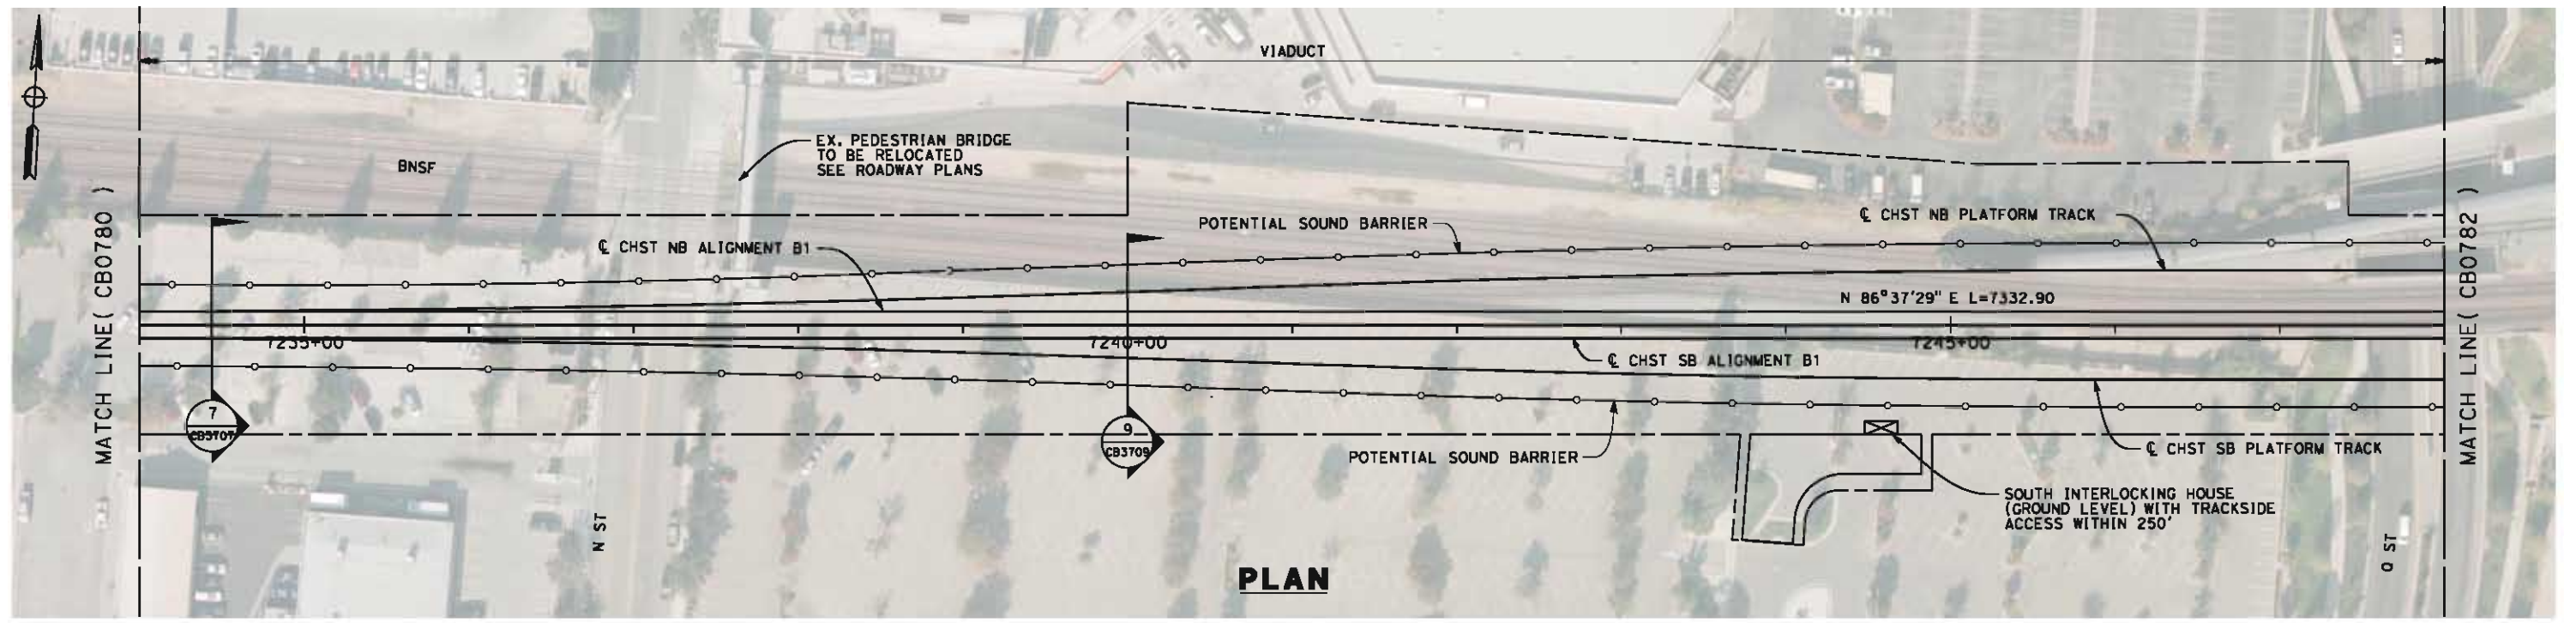 VIADUCT
EX. PEDESTRIAN BRIDGE
TO BE RELOCATED
SEE ROADWAY PLANS
BNSF
MATCH LINE( CB0780 )
℄ CHST NB ALIGNMENT B1
POTENTIAL SOUND BARRIER
℄ CHST NB PLATFORM TRACK
MATCH LINE( CB0782 )
N 86°37'29" E L=7332.90
7235+00
7240+00
7245+00
℄ CHST SB ALIGNMENT B1
7
CB3707
9
CB3709
POTENTIAL SOUND BARRIER
℄ CHST SB PLATFORM TRACK
SOUTH INTERLOCKING HOUSE
(GROUND LEVEL) WITH TRACKSIDE
ACCESS WITHIN 250'
N ST
Q ST
PLAN